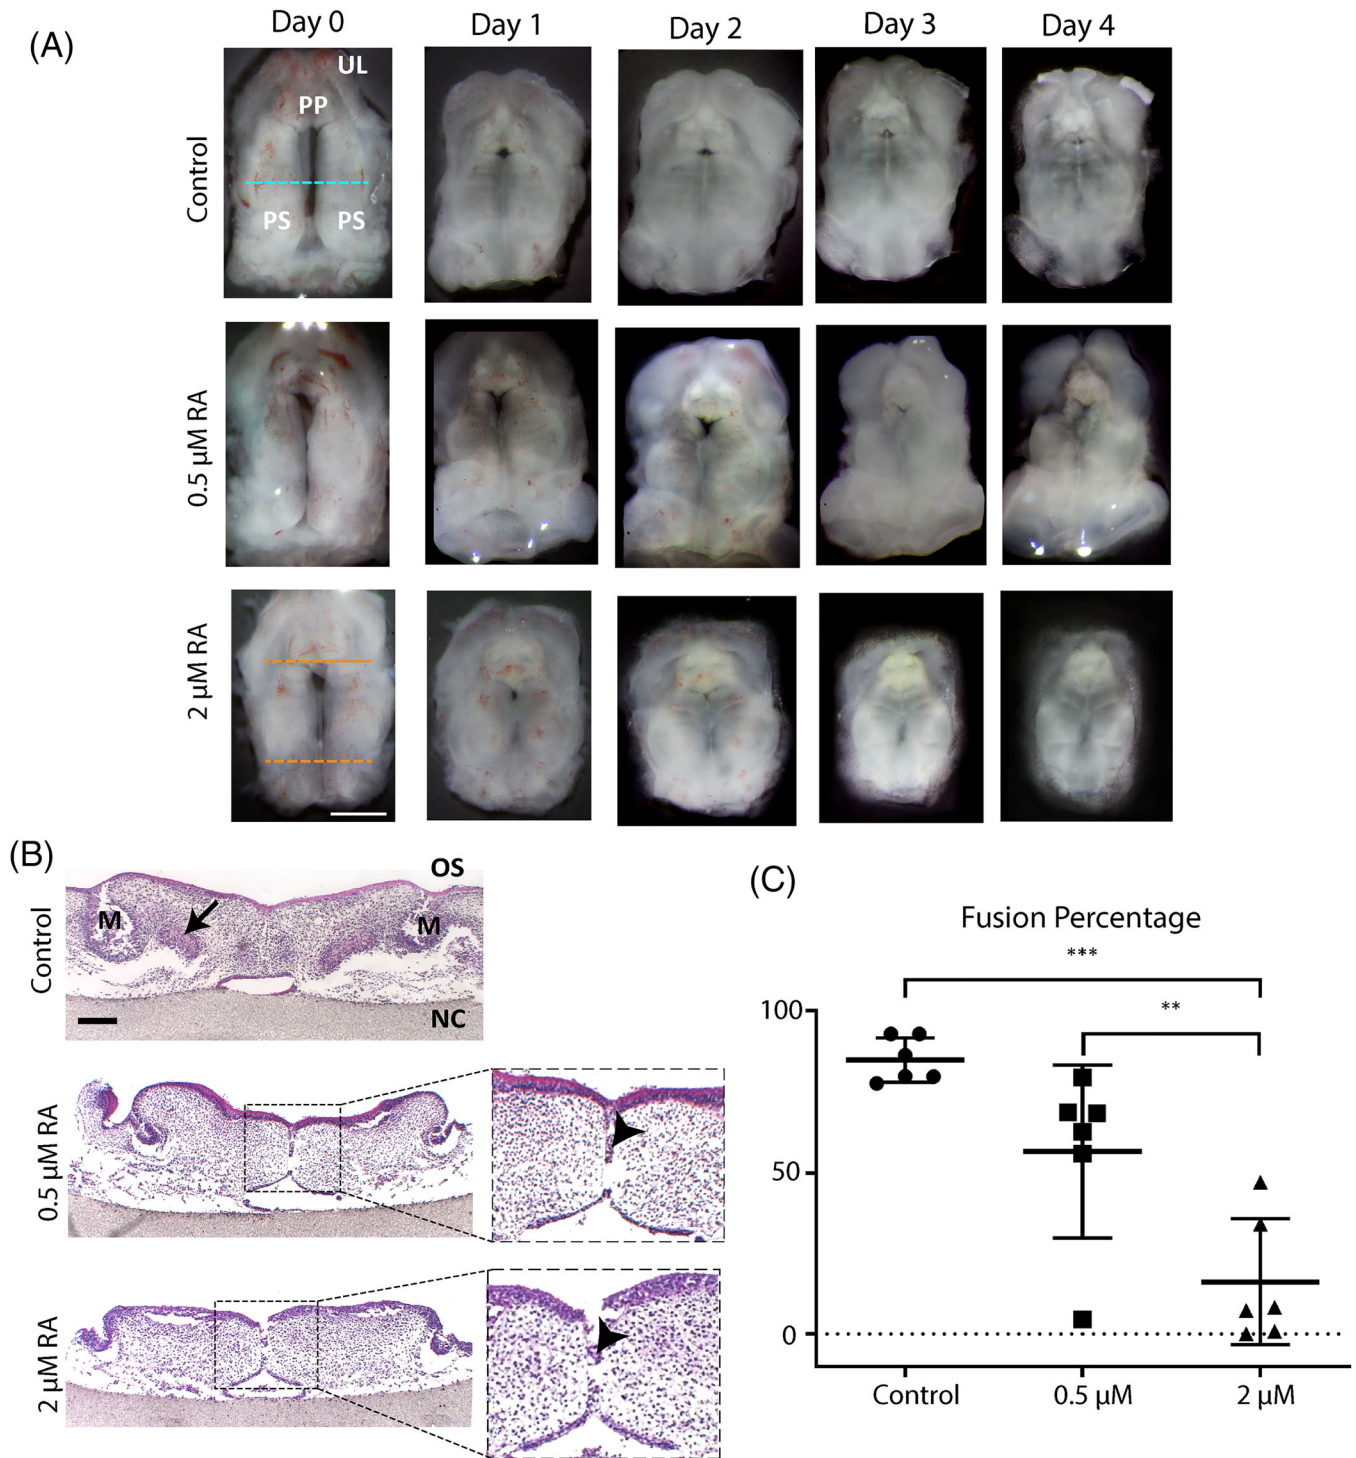 (A)
Day 0
Day 1
Day 2
Day 3
Day 4
Control
UL
PP
PS
PS
0.5 µM RA
2 µM RA
(B)
Control
OS
M
M
NC
0.5 µM RA
2 µM RA
(C)
Fusion Percentage
***
**
100
50
0
Control
0.5 µM
2 µM